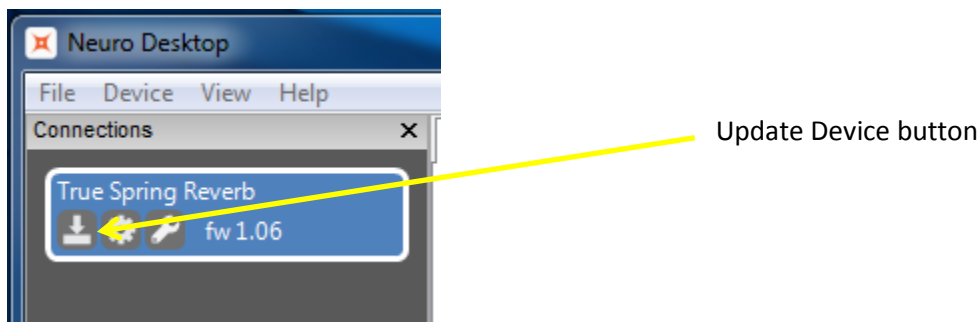 Neuro Desktop
File Device View Help
Connections
Update Device button
True Spring Reverb
fw 1.06